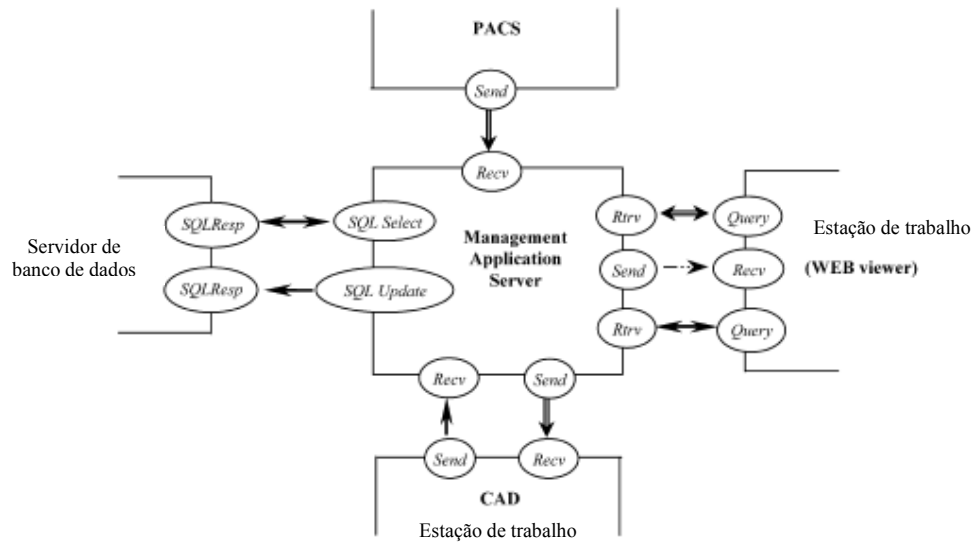 PACS
Send
Recv
SQLResp
SQL Select
Rtrv
Query
Servidor de
banco de dados
Management
Application
Server
Estação de trabalho
Send
Recv
(WEB viewer)
SQLResp
SQL Update
Rtrv
Query
Recv
Send
Send
Recv
CAD
Estação de trabalho